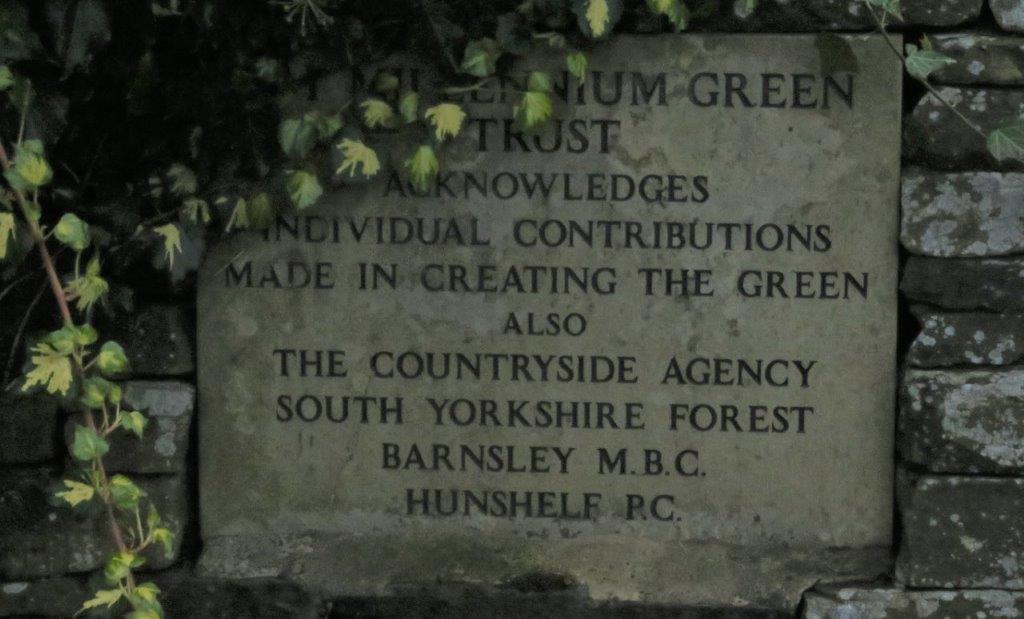 MILLENNIUM GREEN
TRUST
ACKNOWLEDGES
INDIVIDUAL CONTRIBUTIONS
MADE IN CREATING THE GREEN
ALSO
THE COUNTRYSIDE AGENCY
SOUTH YORKSHIRE FOREST
BARNSLEY M.B.C.
HUNSHELF P.C.